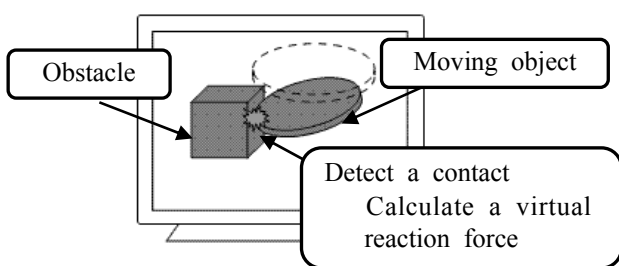 Obstacle
Moving object
Detect a contact
Calculate a virtual
reaction force